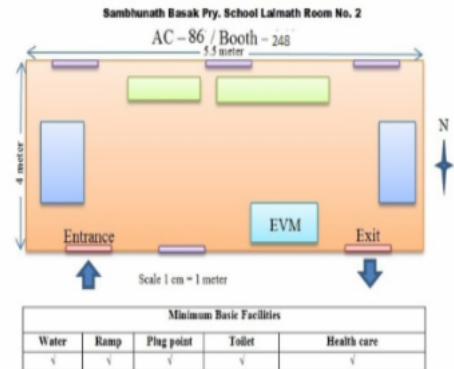 Sambhunath Basak Pry. School Lalmath Room No. 2
AC – 86 / Booth – 248
5.5 meter
4 meter
N
EVM
Entrance
Exit
Scale 1 cm = 1 meter
Minimum Basic Facilities
Water Ramp Plug point Toilet Health care
√ √ √ √ √